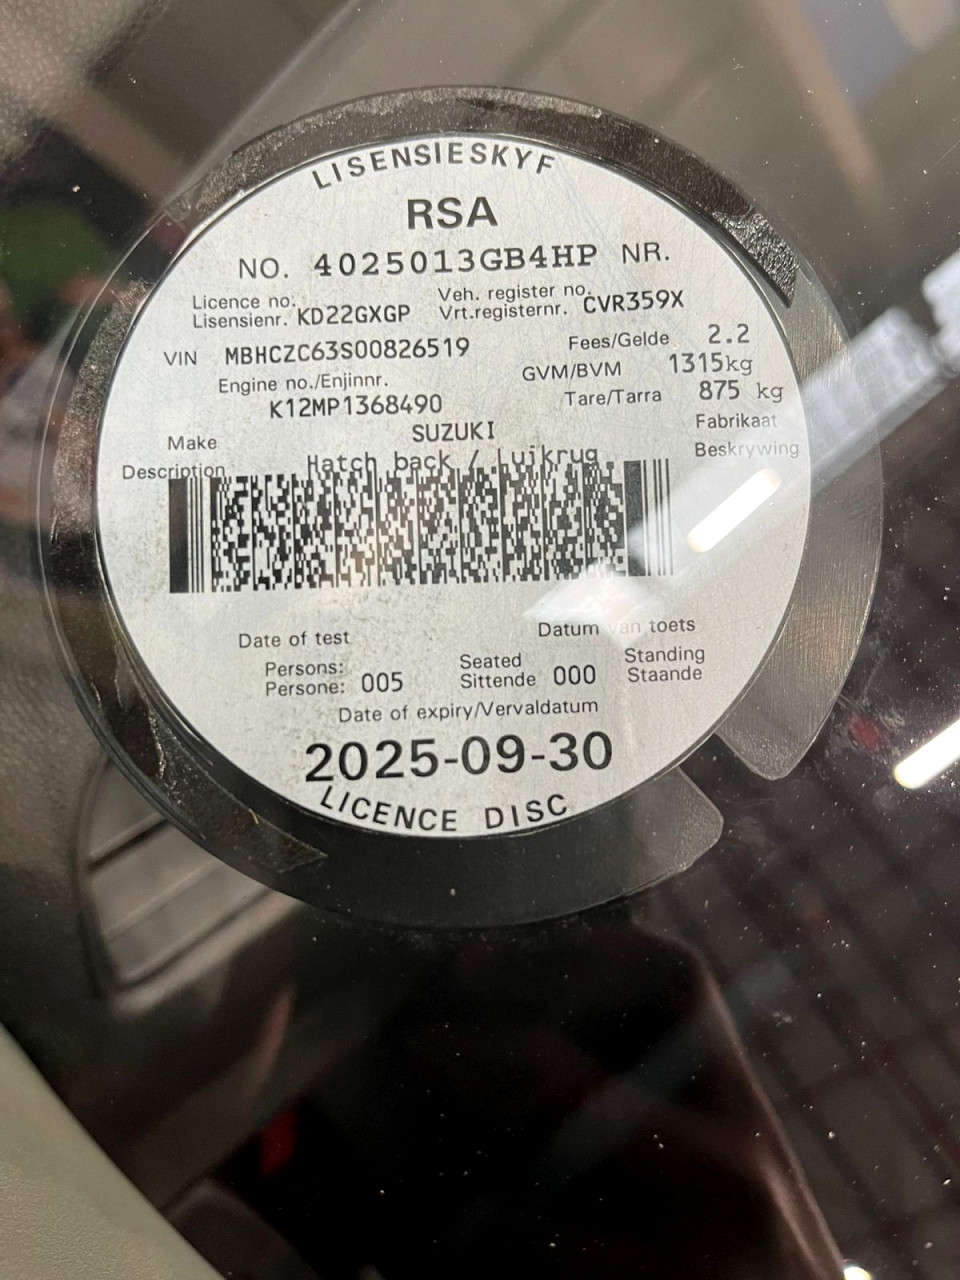 LISENSIESKYF
RSA
NO. 4025013GB4HP NR.
Licence no. Veh. register no.
Lisensienr. KD22GXGP Vrt.registernr. CVR359X
VIN MBHCZC63S00826519 Fees/Gelde 2.2
Engine no./Enjinnr. GVM/BVM 1315kg
K12MP1368490 Tare/Tarra 875 kg
Make SUZUKI Fabrikaat
Description Hatch back / Luikrug Beskrywing
Date of test Datum van toets
Persons: Seated Standing
Persone: 005 Sittende 000 Staande
Date of expiry/Vervaldatum
2025-09-30
LICENCE DISC